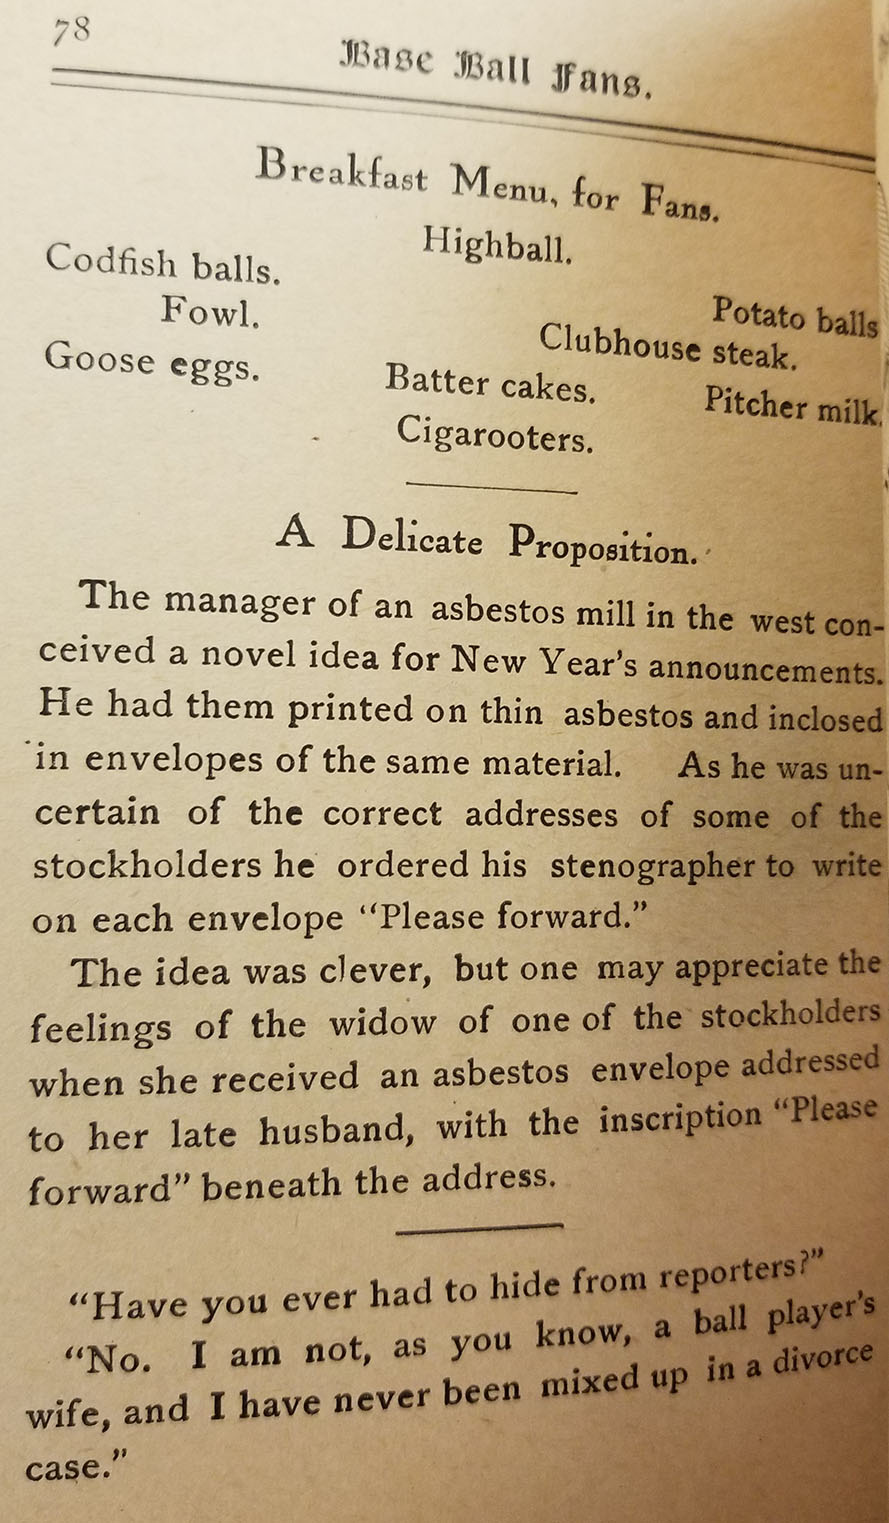 78
Base Ball Fans.
Breakfast Menu, for Fans.
Highball.
Codfish balls.
Fowl.
Potato balls
Clubhouse steak.
Goose eggs.
Batter cakes.
Pitcher milk.
Cigarooters.
A Delicate Proposition.
The manager of an asbestos mill in the west con-
ceived a novel idea for New Year's announcements.
He had them printed on thin asbestos and inclosed
in envelopes of the same material. As he was un-
certain of the correct addresses of some of the
stockholders he ordered his stenographer to write
on each envelope "Please forward."
The idea was clever, but one may appreciate the
feelings of the widow of one of the stockholders
when she received an asbestos envelope addressed
to her late husband, with the inscription "Please
forward" beneath the address.
"Have you ever had to hide from reporters?"
"No. I am not, as you know, a ball player's
wife, and I have never been mixed up in a divorce
case."